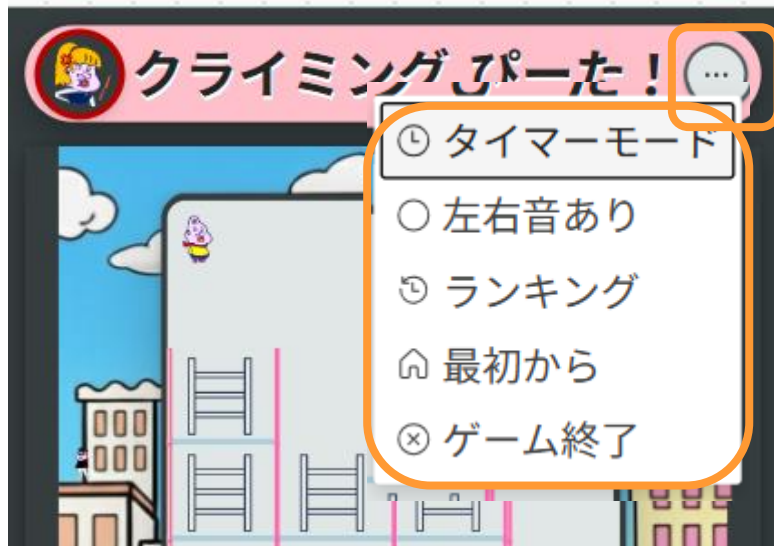 クライミングぴーた！
タイマーモード
左右音あり
ランキング
最初から
ゲーム終了